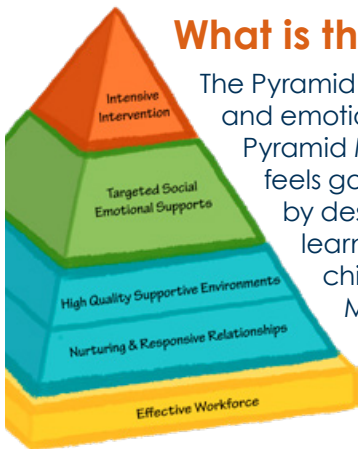 What is th
The Pyramid
and emotio
Pyramid M
feels go
by des
learn
chi
M
Intensive
Intervention
Targeted Social
Emotional Supports
High Quality Supportive Environments
Nurturing & Responsive Relationships
Effective Workforce